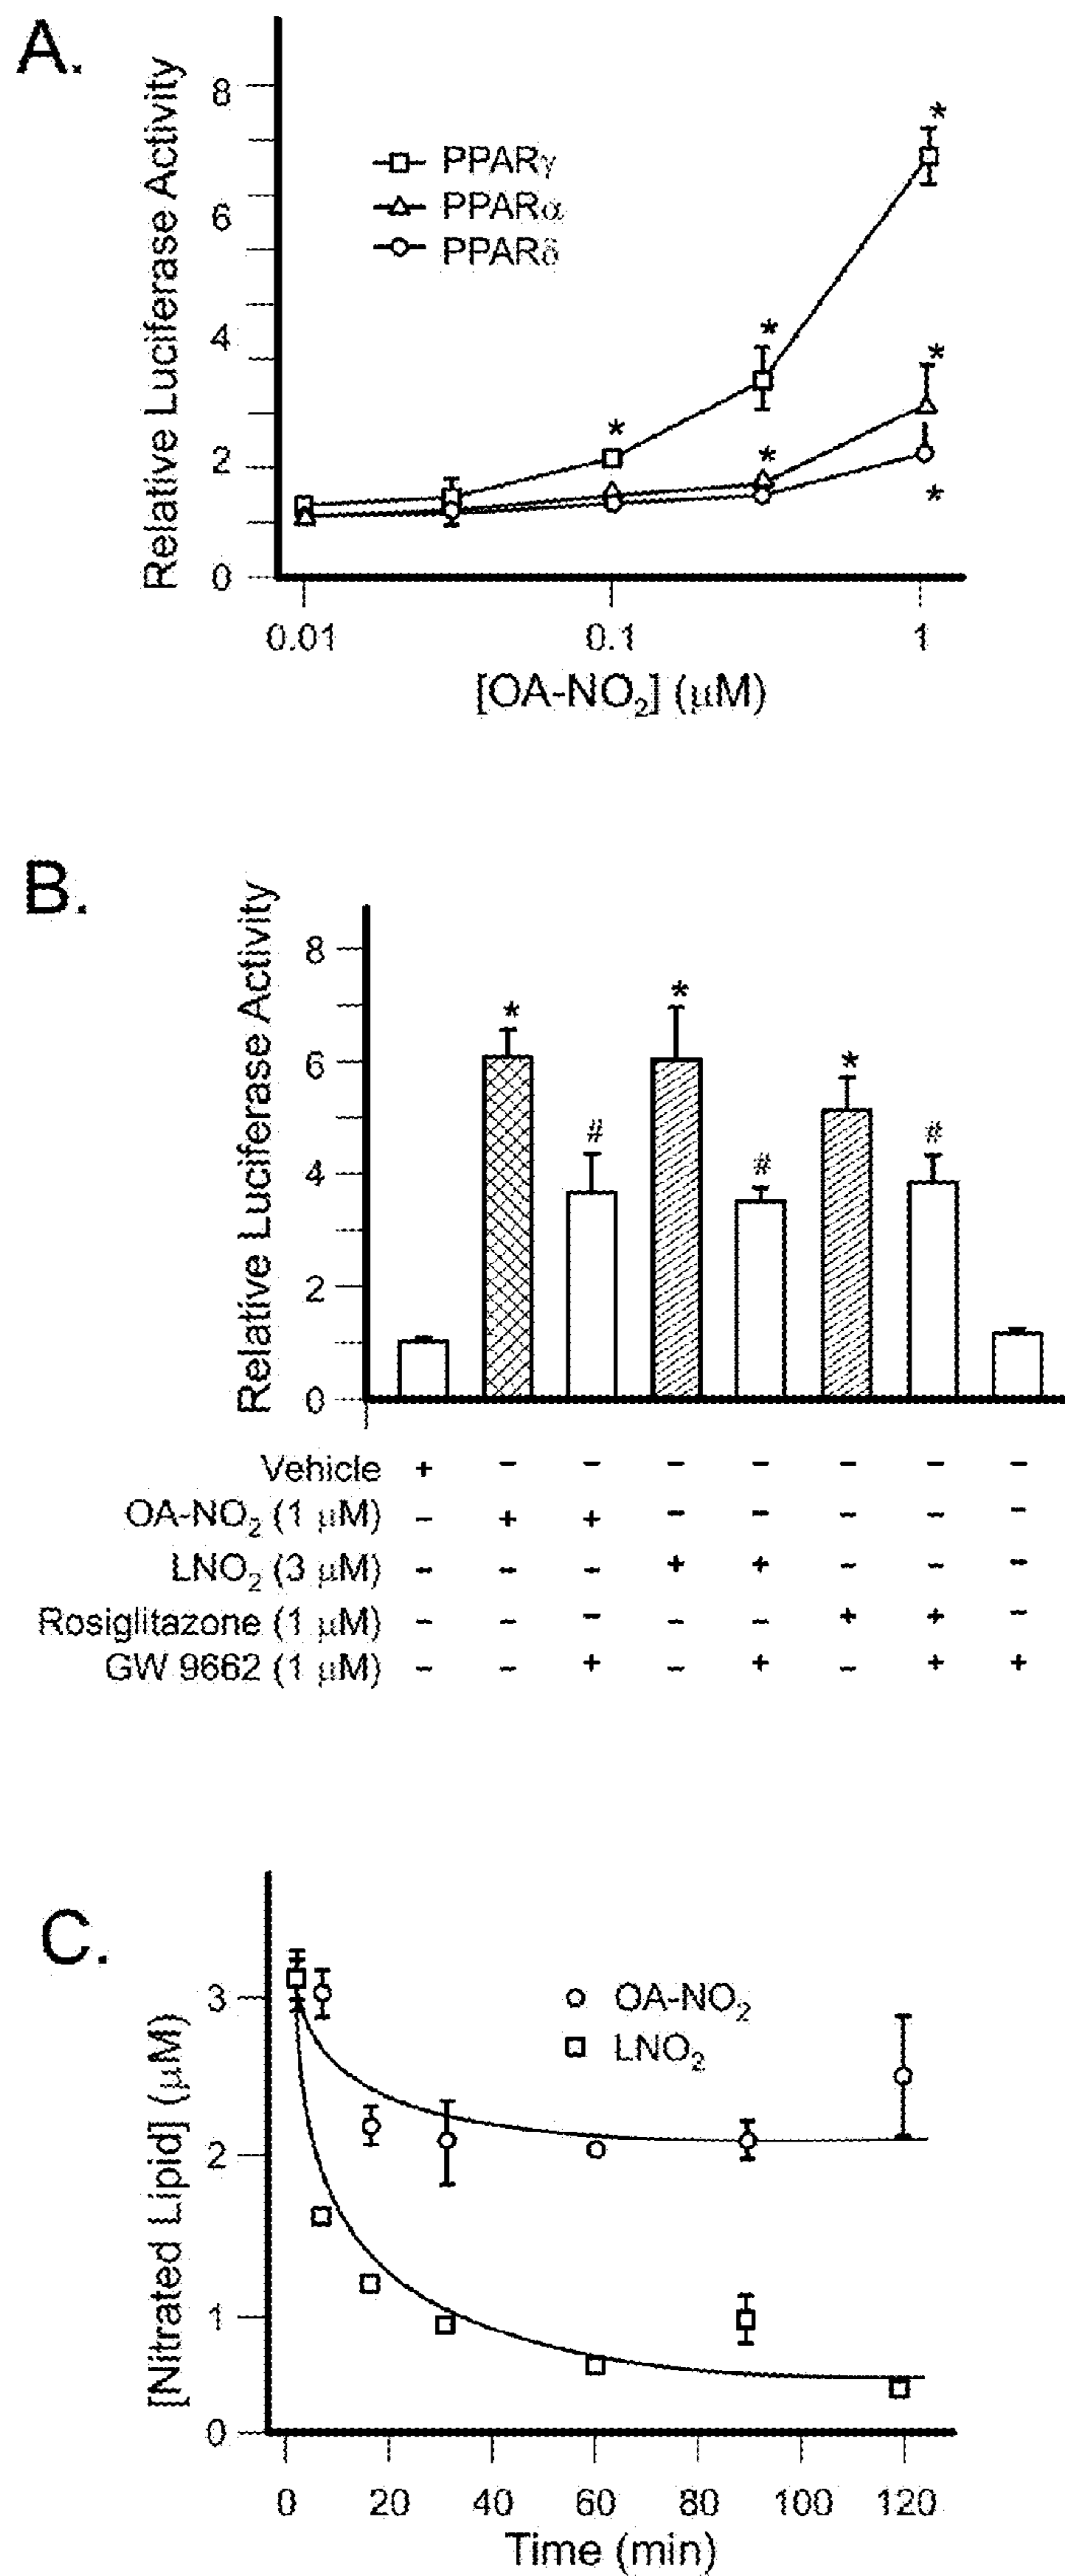 A.
Relative Luciferase Activity
8
6
4
2
0
PPARγ
PPARα
PPARδ
*
*
*
*
*
*
0.01
0.1
1
[OA-NO₂] (μM)
B.
Relative Luciferase Activity
8
6
4
2
0
*
#
*
#
*
#
Vehicle + - - - - - - -
OA-NO₂ (1 μM) - + + - - - - -
LNO₂ (3 μM) - - - + + - - -
Rosiglitazone (1 μM) - - - - - + + -
GW 9662 (1 μM) - - + - + - + +
C.
[Nitrated Lipid] (μM)
3
2
1
0
OA-NO₂
LNO₂
0 20 40 60 80 100 120
Time (min)